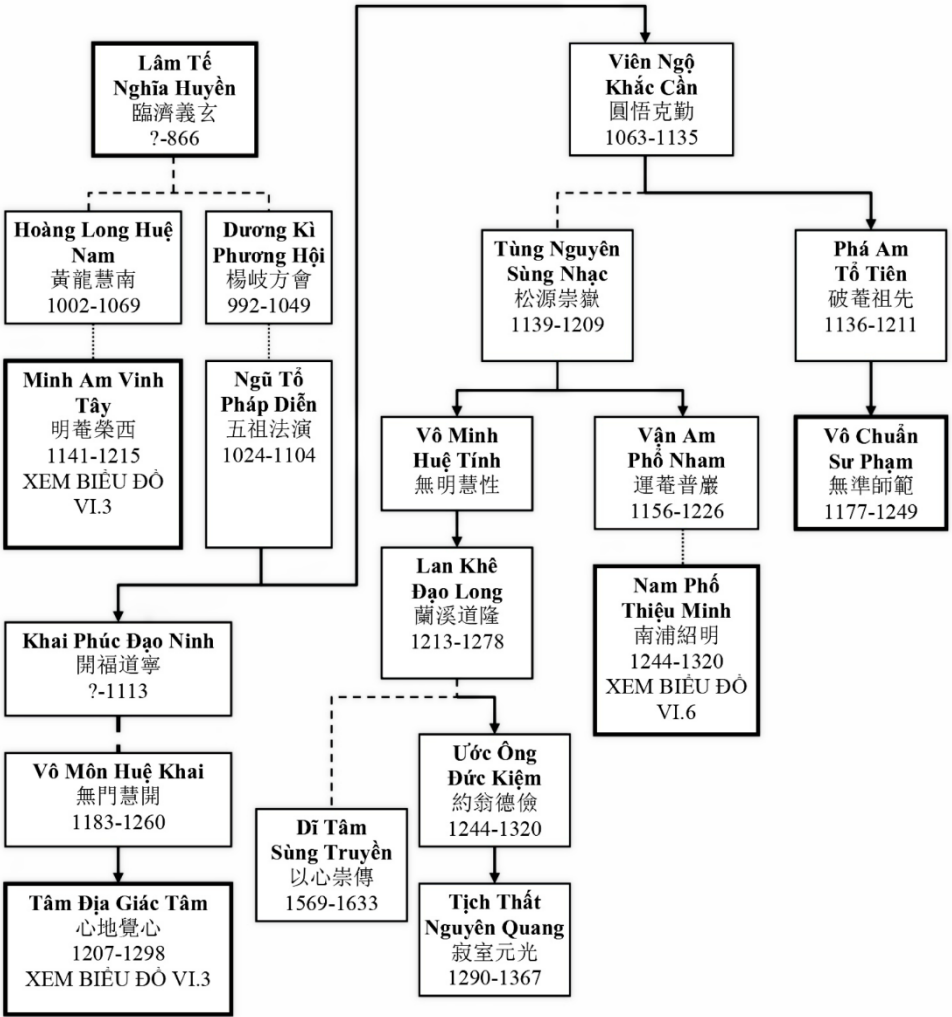 Lâm Tế
Nghĩa Huyền
臨濟義玄
?-866
Viên Ngộ
Khắc Cần
圓悟克勤
1063-1135
Hoàng Long Huệ
Nam
黃龍慧南
1002-1069
Dương Kì
Phương Hội
楊岐方會
992-1049
Tùng Nguyên
Sùng Nhạc
松源崇嶽
1139-1209
Phá Am
Tổ Tiên
破菴祖先
1136-1211
Minh Am Vinh
Tây
明菴榮西
1141-1215
XEM BIỂU ĐỒ
VI.3
Ngũ Tổ
Pháp Diễn
五祖法演
1024-1104
Vô Minh
Huệ Tính
無明慧性
Vận Am
Phổ Nham
運菴普巖
1156-1226
Vô Chuẩn
Sư Phạm
無準師範
1177-1249
Lan Khê
Đạo Long
蘭溪道隆
1213-1278
Nam Phố
Thiệu Minh
南浦紹明
1244-1320
XEM BIỂU ĐỒ
VI.6
Khai Phúc Đạo Ninh
開福道寧
?-1113
Ước Ông
Đức Kiệm
約翁德儉
1244-1320
Vô Môn Huệ Khai
無門慧開
1183-1260
Dĩ Tâm
Sùng Truyền
以心崇傳
1569-1633
Tâm Địa Giác Tâm
心地覺心
1207-1298
XEM BIỂU ĐỒ VI.3
Tịch Thất
Nguyên Quang
寂室元光
1290-1367